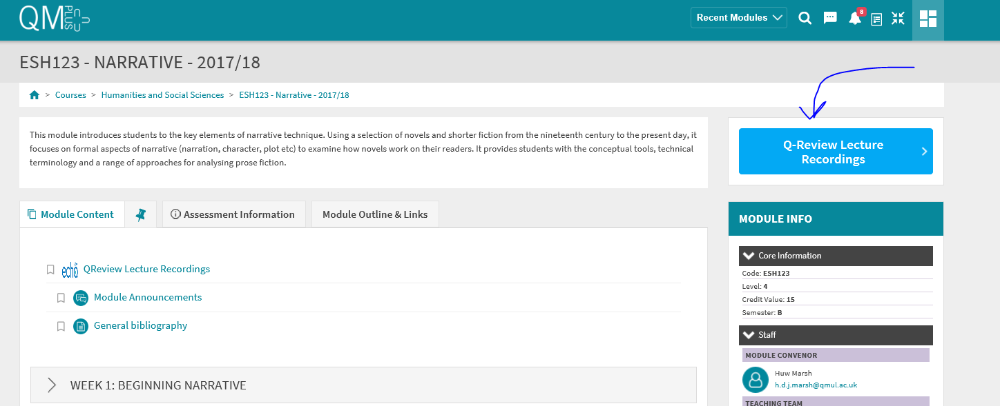 QM PLUS
Recent Modules
8
ESH123 - NARRATIVE - 2017/18
> Courses > Humanities and Social Sciences > ESH123 - Narrative - 2017/18
This module introduces students to the key elements of narrative technique. Using a selection of novels and shorter fiction from the nineteenth century to the present day, it
focuses on formal aspects of narrative (narration, character, plot etc) to examine how novels work on their readers. It provides students with the conceptual tools, technical
terminology and a range of approaches for analysing prose fiction.
Q-Review Lecture
Recordings
Module Content
Assessment Information
Module Outline & Links
echo QReview Lecture Recordings
Module Announcements
General bibliography
WEEK 1: BEGINNING NARRATIVE
MODULE INFO
Core Information
Code: ESH123
Level: 4
Credit Value: 15
Semester: B
Staff
MODULE CONVENOR
Huw Marsh
h.d.j.marsh@qmul.ac.uk
TEACHING TEAM